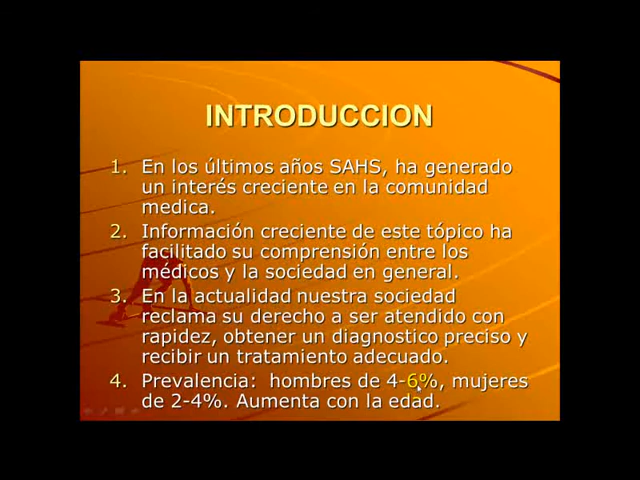 INTRODUCCION
1. En los últimos años SAHS, ha generado
un interés creciente en la comunidad
medica.
2. Información creciente de este tópico ha
facilitado su comprensión entre los
médicos y la sociedad en general.
3. En la actualidad nuestra sociedad
reclama su derecho a ser atendido con
rapidez, obtener un diagnostico preciso y
recibir un tratamiento adecuado.
4. Prevalencia: hombres de 4-6%, mujeres
de 2-4%. Aumenta con la edad.